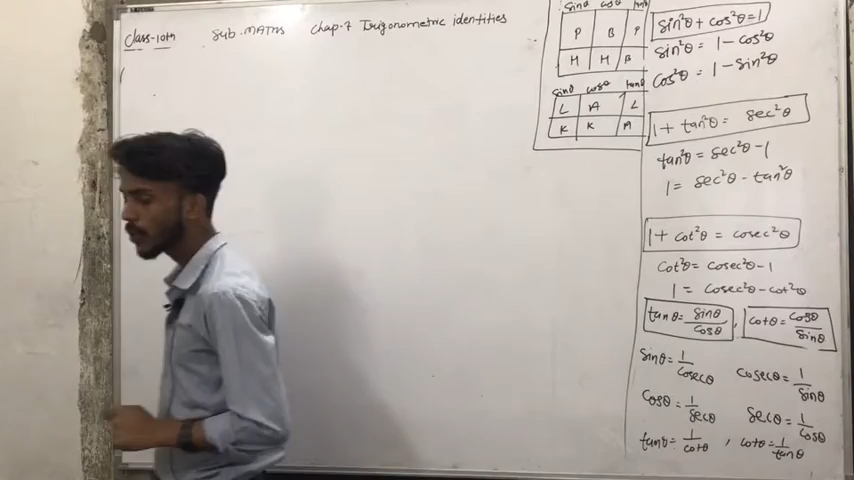 Class-10th Sub. MATHS Chap-7 Trigonometric identities
Sinθ Cosθ tanθ
P B P
H H B
Sinθ Cosθ tanθ
L A L
K K A
Sin²θ + Cos²θ = 1
Sin²θ = 1 - Cos²θ
Cos²θ = 1 - Sin²θ
1 + tan²θ = Sec²θ
tan²θ = Sec²θ - 1
1 = Sec²θ - tan²θ
1 + Cot²θ = Cosec²θ
Cot²θ = Cosec²θ - 1
1 = Cosec²θ - Cot²θ
tanθ = Sinθ/Cosθ , Cotθ = Cosθ/Sinθ
Sinθ = 1/Cosecθ Cosecθ = 1/Sinθ
Cosθ = 1/Secθ Secθ = 1/Cosθ
tanθ = 1/Cotθ , Cotθ = 1/tanθ